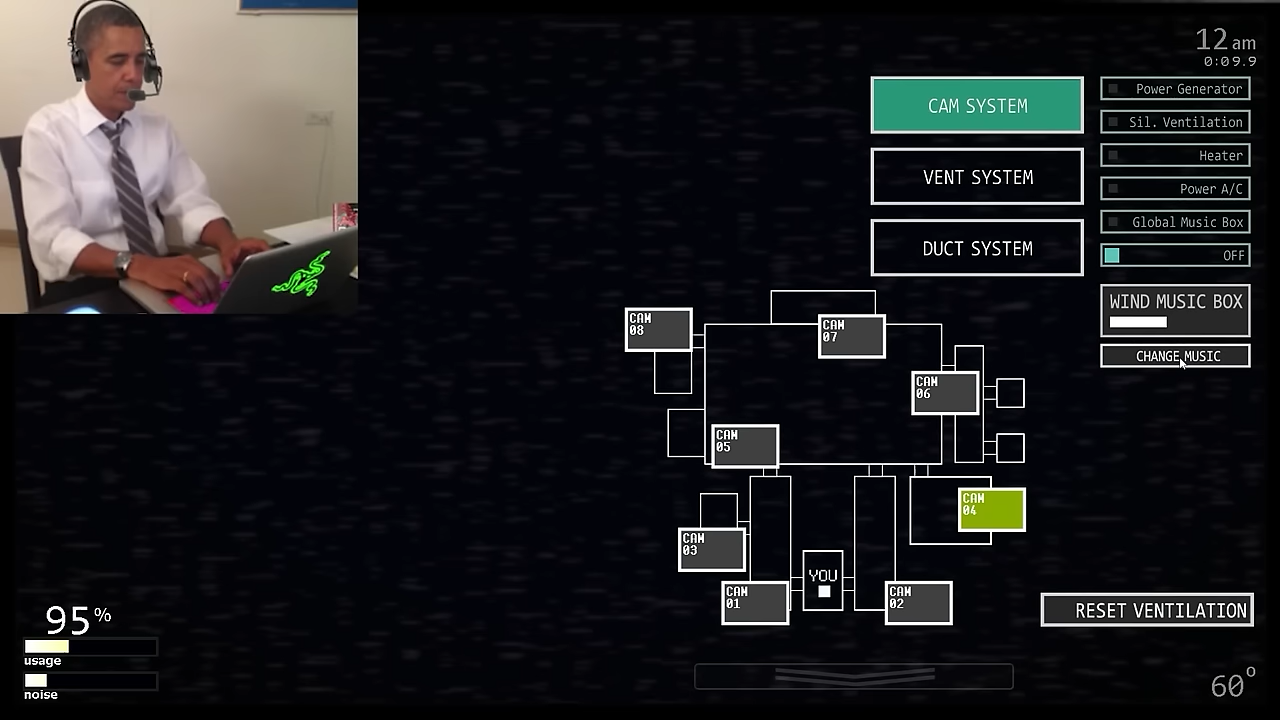 12 am
0:09.9
CAM SYSTEM
Power Generator
Sil. Ventilation
VENT SYSTEM
Heater
Power A/C
DUCT SYSTEM
Global Music Box
OFF
WIND MUSIC BOX
CHANGE MUSIC
CAM
08
CAM
07
CAM
06
CAM
05
CAM
04
CAM
03
YOU
CAM
01
CAM
02
RESET VENTILATION
95%
usage
noise
60°